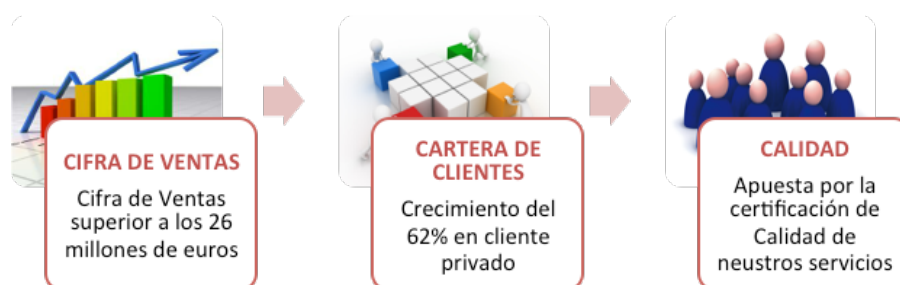 CIFRA DE VENTAS
Cifra de Ventas
superior a los 26
millones de euros
CARTERA DE
CLIENTES
Crecimiento del
62% en cliente
privado
CALIDAD
Apuesta por la
certificación de
Calidad de
neustros servicios